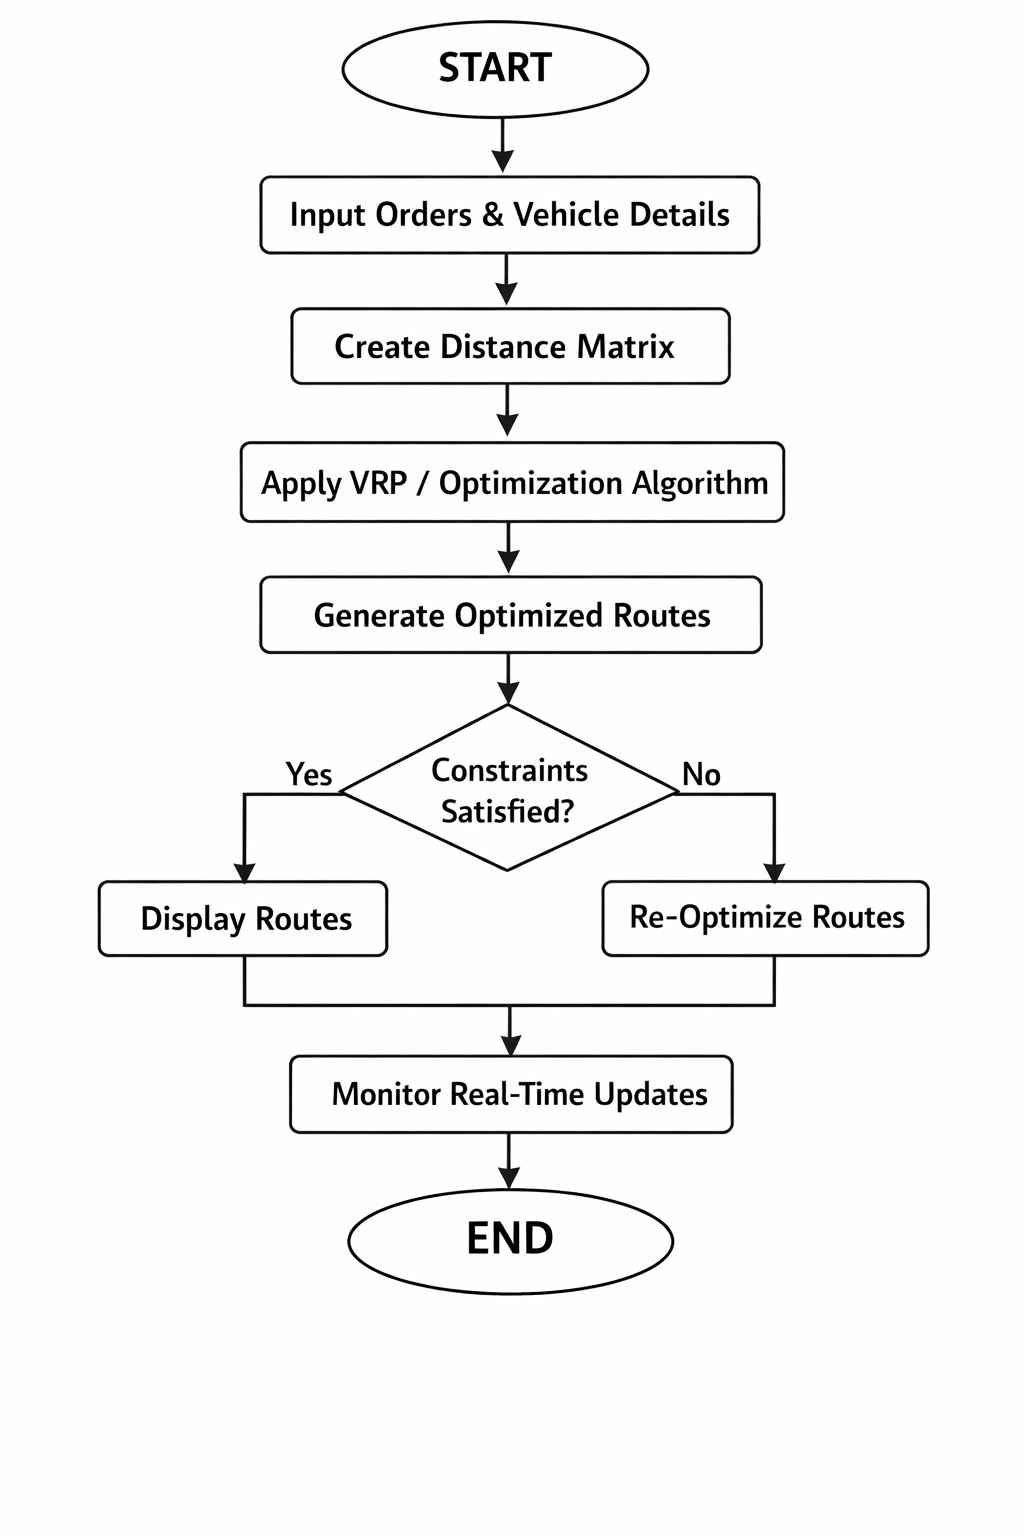 START
Input Orders & Vehicle Details
Create Distance Matrix
Apply VRP / Optimization Algorithm
Generate Optimized Routes
Constraints
Satisfied?
Yes
No
Display Routes
Re-Optimize Routes
Monitor Real-Time Updates
END